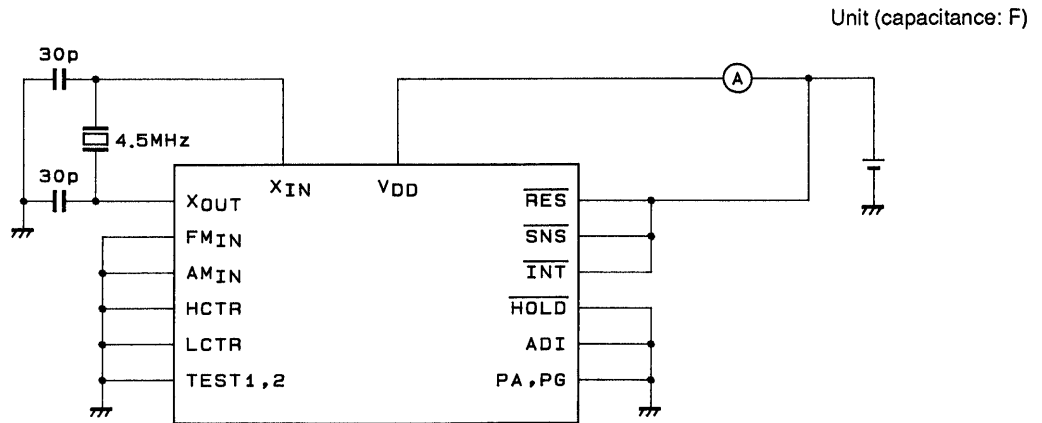 Unit (capacitance: F)
30p
A
4.5MHz
30p
XIN
VDD
XOUT
RES
FMIN
SNS
AMIN
INT
HCTR
HOLD
LCTR
ADI
TEST1,2
PA,PG